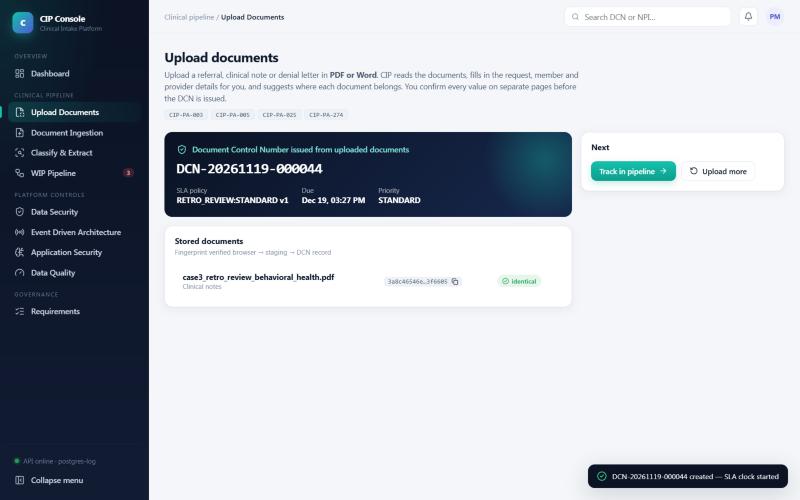 c
CIP Console
Clinical Intake Platform
OVERVIEW
Dashboard
CLINICAL PIPELINE
Upload Documents
Document Ingestion
Classify & Extract
WIP Pipeline 3
PLATFORM CONTROLS
Data Security
Event Driven Architecture
Application Security
Data Quality
GOVERNANCE
Requirements
API online · postgres-log
Collapse menu
Clinical pipeline / Upload Documents
Search DCN or NPI...
PM
Upload documents
Upload a referral, clinical note or denial letter in PDF or Word. CIP reads the documents, fills in the request, member and
provider details for you, and suggests where each document belongs. You confirm every value on separate pages before
the DCN is issued.
CIP-PA-003 CIP-PA-005 CIP-PA-025 CIP-PA-274
Document Control Number issued from uploaded documents
DCN-20261119-000044
SLA policy Due Priority
RETRO_REVIEW:STANDARD v1 Dec 19, 03:27 PM STANDARD
Next
Track in pipeline → Upload more
Stored documents
Fingerprint verified browser → staging → DCN record
case3_retro_review_behavioral_health.pdf
Clinical notes
3a8c46546e…3f6605
identical
DCN-20261119-000044 created — SLA clock started